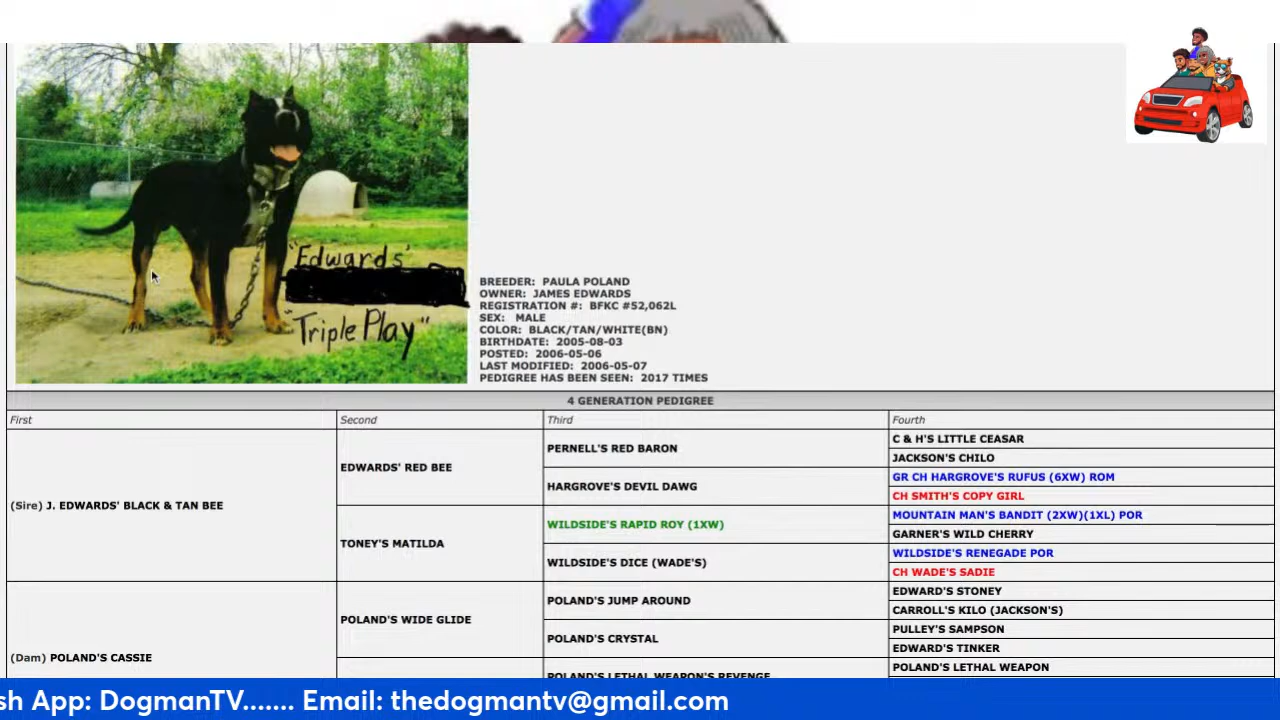 "Edwards'
"Triple Play"
BREEDER: PAULA POLAND
OWNER: JAMES EDWARDS
REGISTRATION #: BFKC #52,062L
SEX: MALE
COLOR: BLACK/TAN/WHITE(BN)
BIRTHDATE: 2005-08-03
POSTED: 2006-05-06
LAST MODIFIED: 2006-05-07
PEDIGREE HAS BEEN SEEN: 2017 TIMES
4 GENERATION PEDIGREE
First Second Third Fourth
(Sire) J. EDWARDS' BLACK & TAN BEE
EDWARDS' RED BEE
PERNELL'S RED BARON
C & H'S LITTLE CEASAR
JACKSON'S CHILO
HARGROVE'S DEVIL DAWG
GR CH HARGROVE'S RUFUS (6XW) ROM
CH SMITH'S COPY GIRL
TONEY'S MATILDA
WILDSIDE'S RAPID ROY (1XW)
MOUNTAIN MAN'S BANDIT (2XW)(1XL) POR
GARNER'S WILD CHERRY
WILDSIDE'S DICE (WADE'S)
WILDSIDE'S RENEGADE POR
CH WADE'S SADIE
(Dam) POLAND'S CASSIE
POLAND'S WIDE GLIDE
POLAND'S JUMP AROUND
EDWARD'S STONEY
CARROLL'S KILO (JACKSON'S)
POLAND'S CRYSTAL
PULLEY'S SAMPSON
EDWARD'S TINKER
POLAND'S LETHAL WEAPON'S REVENGE
POLAND'S LETHAL WEAPON
sh App: DogmanTV....... Email: thedogmantv@gmail.com